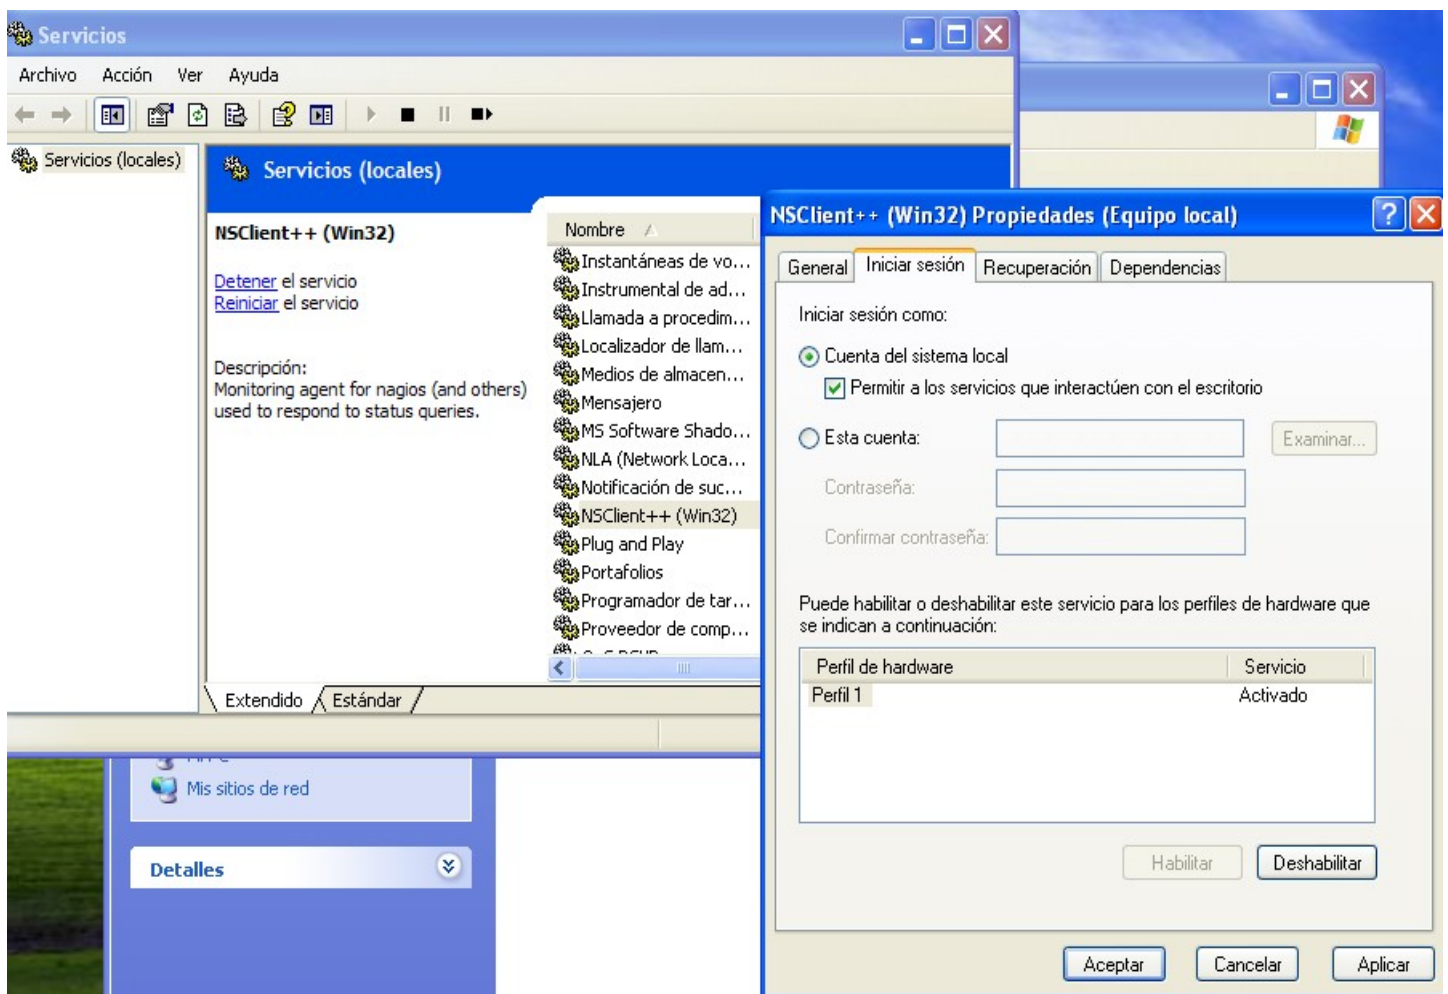 Servicios
Archivo Acción Ver Ayuda
Servicios (locales)
Servicios (locales)
NSClient++ (Win32)
Detener el servicio
Reiniciar el servicio
Descripción:
Monitoring agent for nagios (and others)
used to respond to status queries.
Nombre
Instantáneas de vo...
Instrumental de ad...
Llamada a procedim...
Localizador de llam...
Medios de almacen...
Mensajero
MS Software Shado...
NLA (Network Loca...
Notificación de suc...
NSClient++ (Win32)
Plug and Play
Portafolios
Programador de tar...
Proveedor de comp...
Extendido Estándar
NSClient++ (Win32) Propiedades (Equipo local)
General Iniciar sesión Recuperación Dependencias
Iniciar sesión como:
Cuenta del sistema local
Permitir a los servicios que interactúen con el escritorio
Esta cuenta:
Examinar...
Contraseña:
Confirmar contraseña:
Puede habilitar o deshabilitar este servicio para los perfiles de hardware que
se indican a continuación:
Perfil de hardware Servicio
Perfil 1 Activado
Habilitar Deshabilitar
Aceptar Cancelar Aplicar
Mis sitios de red
Detalles